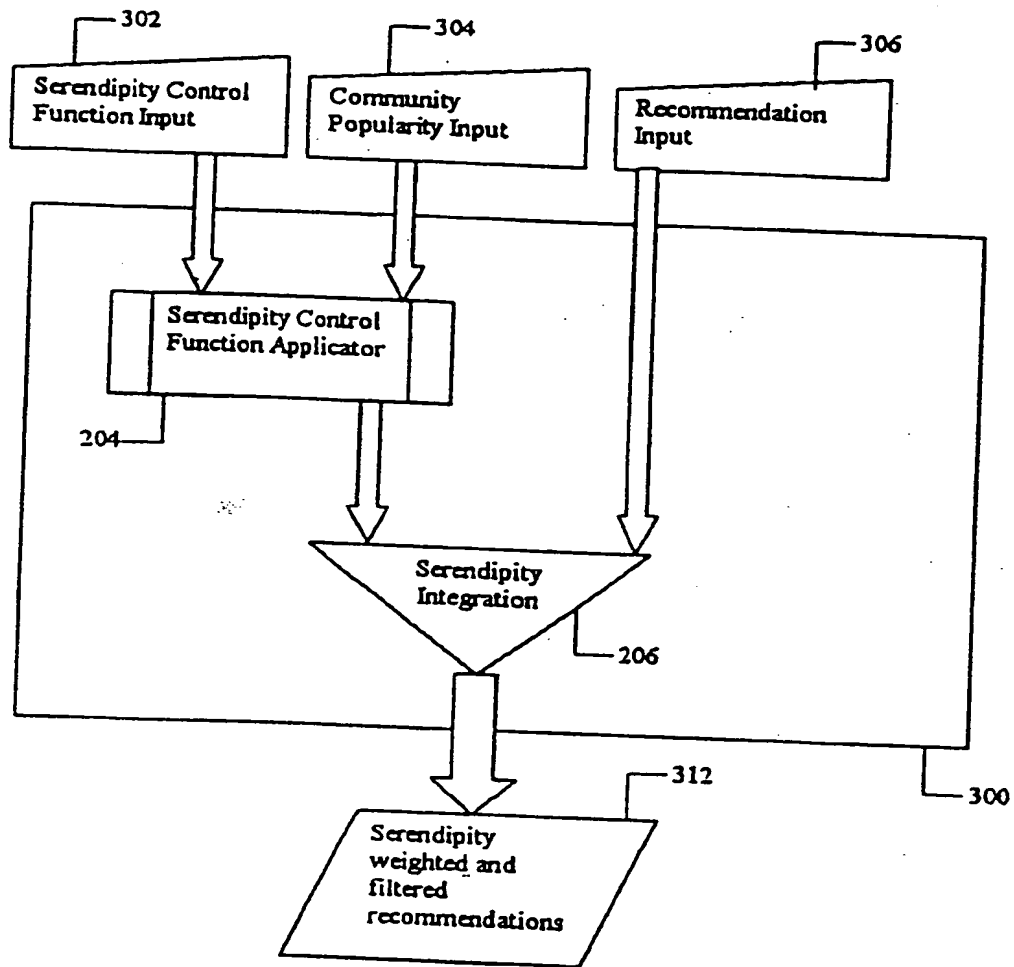 302
304
306
Serendipity Control
Function Input
Community
Popularity Input
Recommendation
Input
Serendipity Control
Function Applicator
204
Serendipity
Integration
206
312
300
Serendipity
weighted and
filtered
recommendations